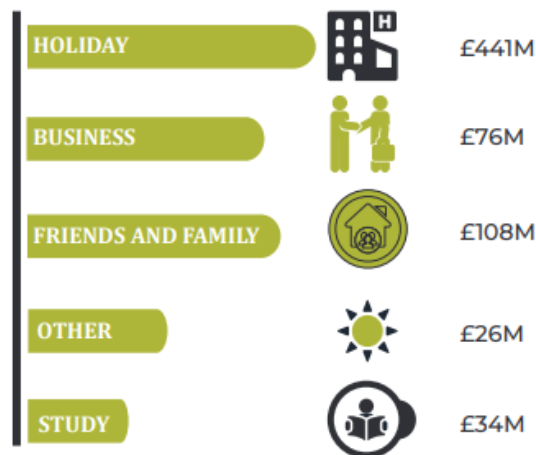 HOLIDAY
H
£441M
BUSINESS
£76M
FRIENDS AND FAMILY
£108M
OTHER
£26M
STUDY
£34M